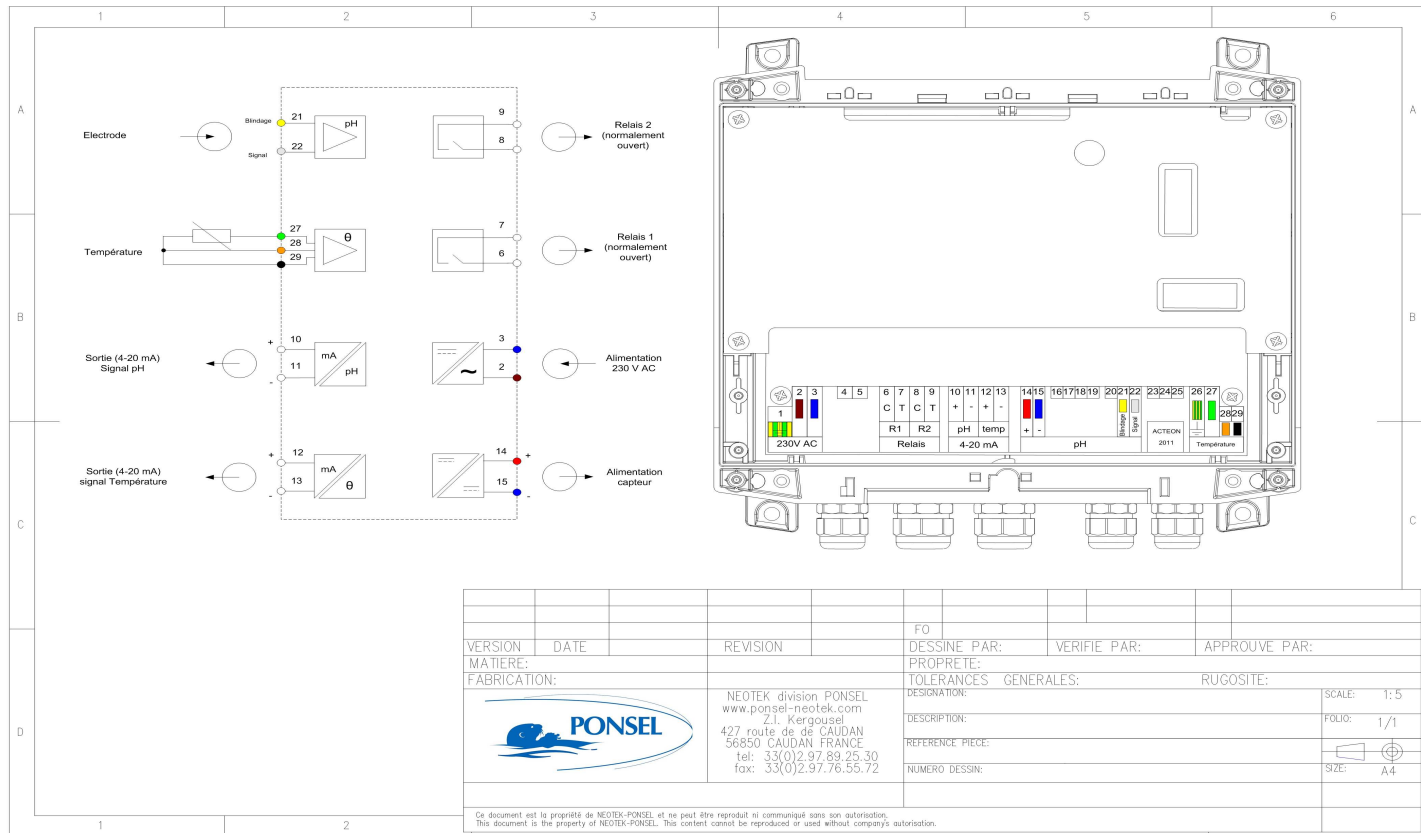 1 2 3 4 5 6
A
B
C
D
A
B
C
Electrode
Blindage 21
Signal 22
pH
9
8
Relais 2
(normalement
ouvert)
Température
27
28
29
θ
7
6
Relais 1
(normalement
ouvert)
Sortie (4-20 mA)
Signal pH
+ 10
- 11
mA
pH
3
2
~
Alimentation
230 V AC
Sortie (4-20 mA)
signal Température
+ 12
- 13
mA
θ
14 +
15 -
Alimentation
capteur
1 2 3 4 5 6 7 8 9 10 11 12 13 14 15 16 17 18 19 20 21 22 23 24 25 26 27 28 29
C T C T + - + - + - Blindage Signal
R1 R2 pH temp
ACTEON
2011
230V AC Relais 4-20 mA pH Température
FO
VERSION DATE REVISION DESSINE PAR: VERIFIE PAR: APPROUVE PAR:
MATIERE: PROPRETE:
FABRICATION: TOLERANCES GENERALES: RUGOSITE:
PONSEL
NEOTEK division PONSEL
www.ponsel-neotek.com
Z.I. Kergousel
427 route de de CAUDAN
56850 CAUDAN FRANCE
tel: 33(0)2.97.89.25.30
fax: 33(0)2.97.76.55.72
DESIGNATION:
DESCRIPTION:
REFERENCE PIECE:
NUMERO DESSIN:
SCALE: 1:5
FOLIO: 1/1
SIZE: A4
Ce document est la propriété de NEOTEK-PONSEL et ne peut être reproduit ni communiqué sans son autorisation.
This document is the property of NEOTEK-PONSEL. This content cannot be reproduced or used without company's autorisation.
1 2